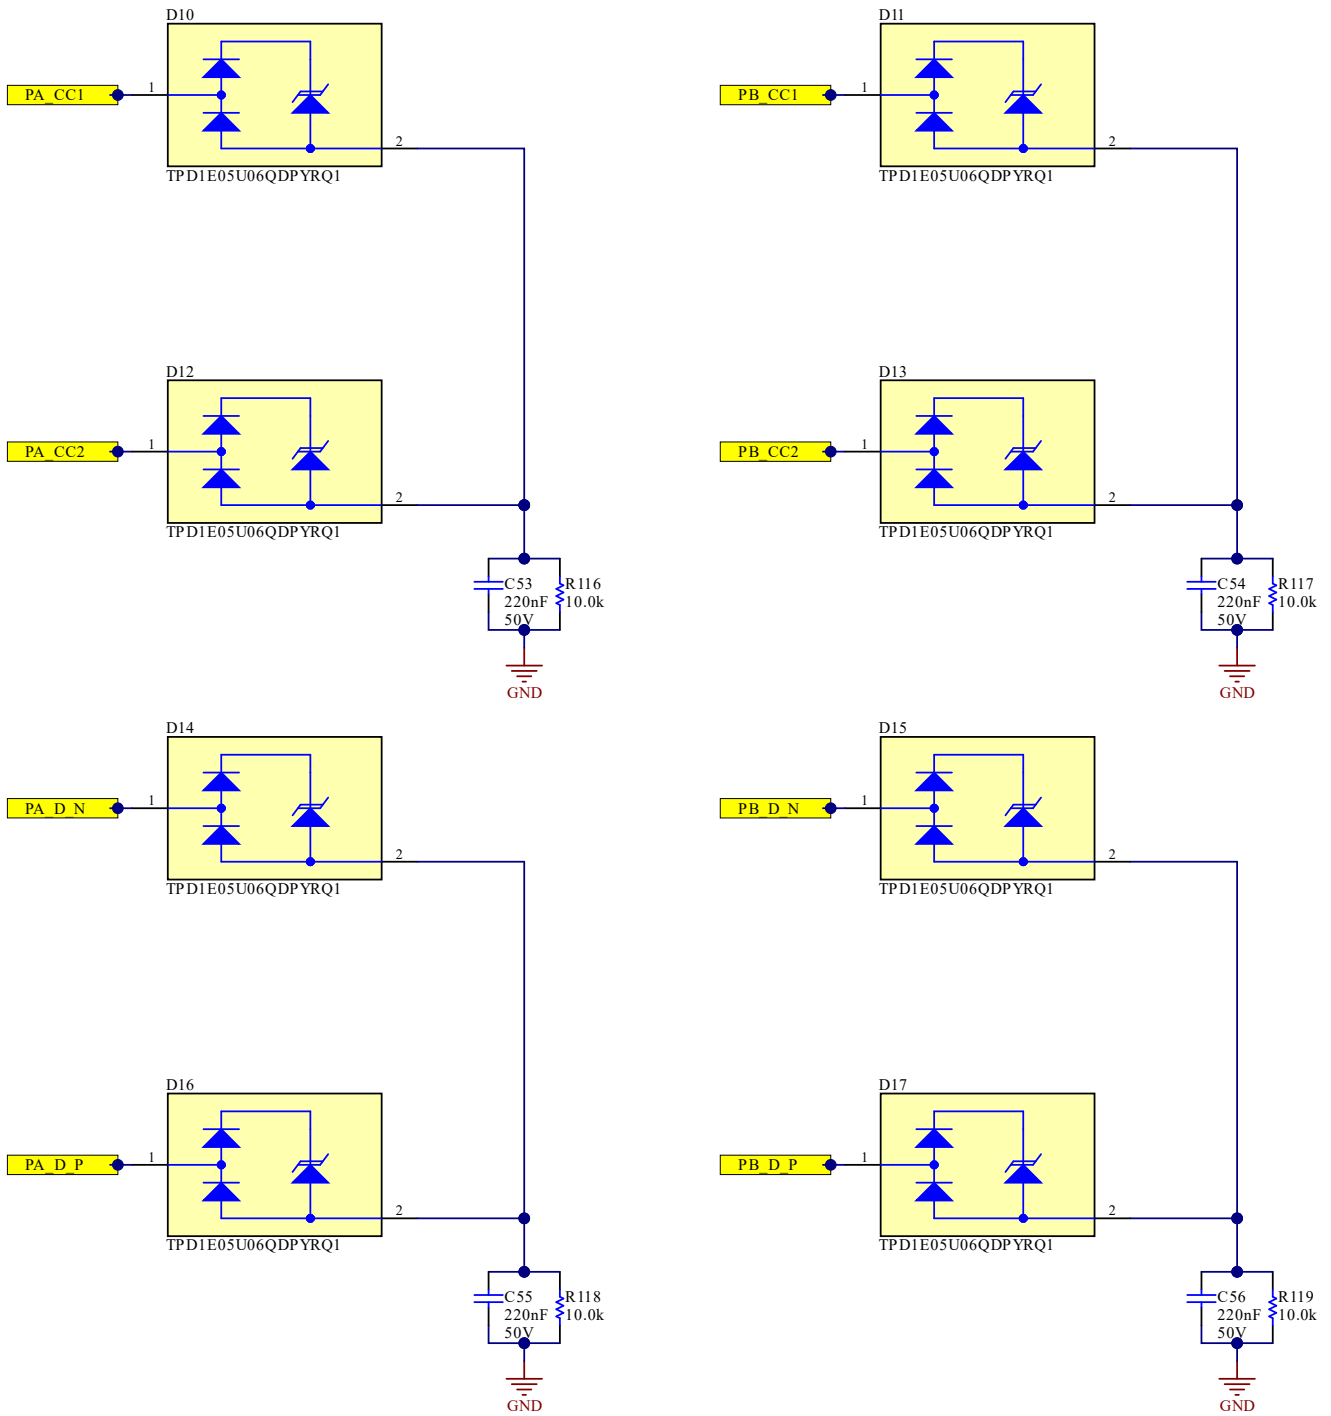 D10
PA_CC1
1
2
TPD1E05U06QDPYRQ1
D11
PB_CC1
1
2
TPD1E05U06QDPYRQ1
D12
PA_CC2
1
2
TPD1E05U06QDPYRQ1
C53
220nF
50V
R116
10.0k
GND
D13
PB_CC2
1
2
TPD1E05U06QDPYRQ1
C54
220nF
50V
R117
10.0k
GND
D14
PA_D_N
1
2
TPD1E05U06QDPYRQ1
D15
PB_D_N
1
2
TPD1E05U06QDPYRQ1
D16
PA_D_P
1
2
TPD1E05U06QDPYRQ1
C55
220nF
50V
R118
10.0k
GND
D17
PB_D_P
1
2
TPD1E05U06QDPYRQ1
C56
220nF
50V
R119
10.0k
GND